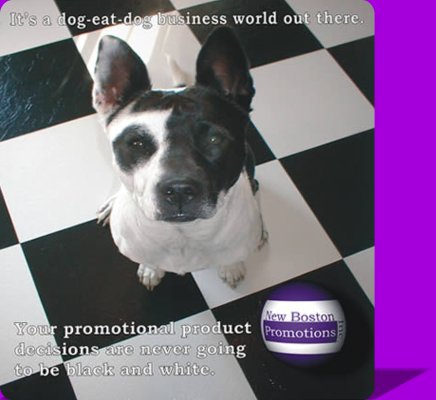 It's a dog-eat-dog business world out there.
Your promotional product
decisions are never going
to be black and white.
New Boston
Promotions
Inc